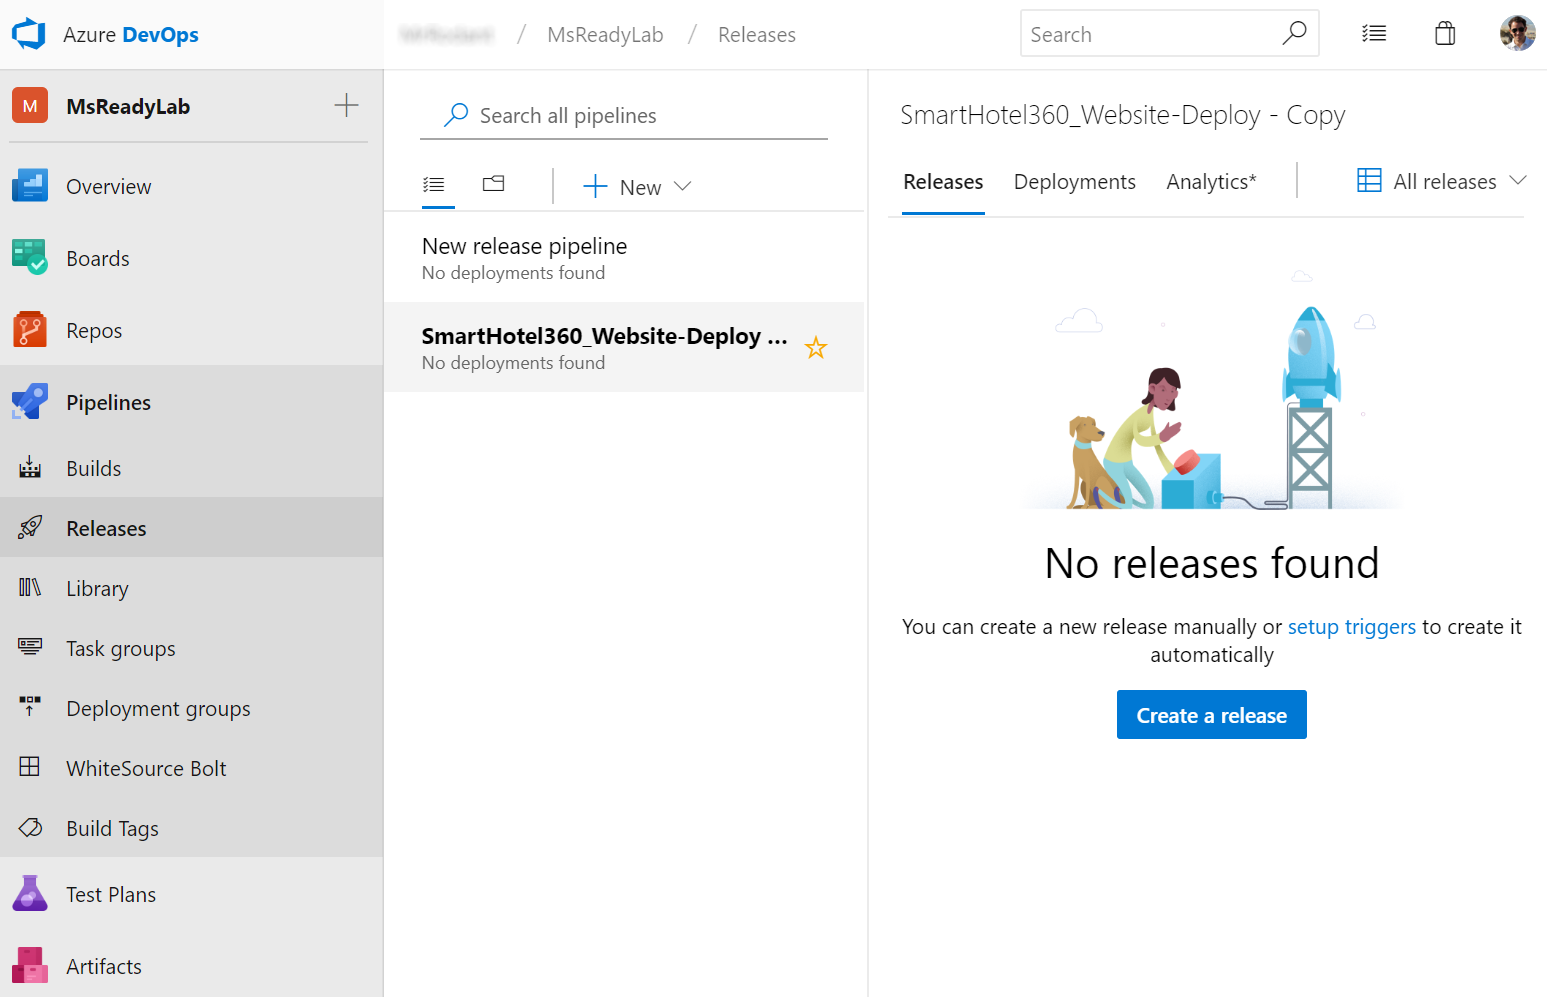 Azure DevOps
/ MsReadyLab / Releases
Search
M MsReadyLab
Overview
Boards
Repos
Pipelines
Builds
Releases
Library
Task groups
Deployment groups
WhiteSource Bolt
Build Tags
Test Plans
Artifacts
Search all pipelines
New
New release pipeline
No deployments found
SmartHotel360_Website-Deploy ...
No deployments found
SmartHotel360_Website-Deploy - Copy
Releases Deployments Analytics* All releases
No releases found
You can create a new release manually or setup triggers to create it
automatically
Create a release